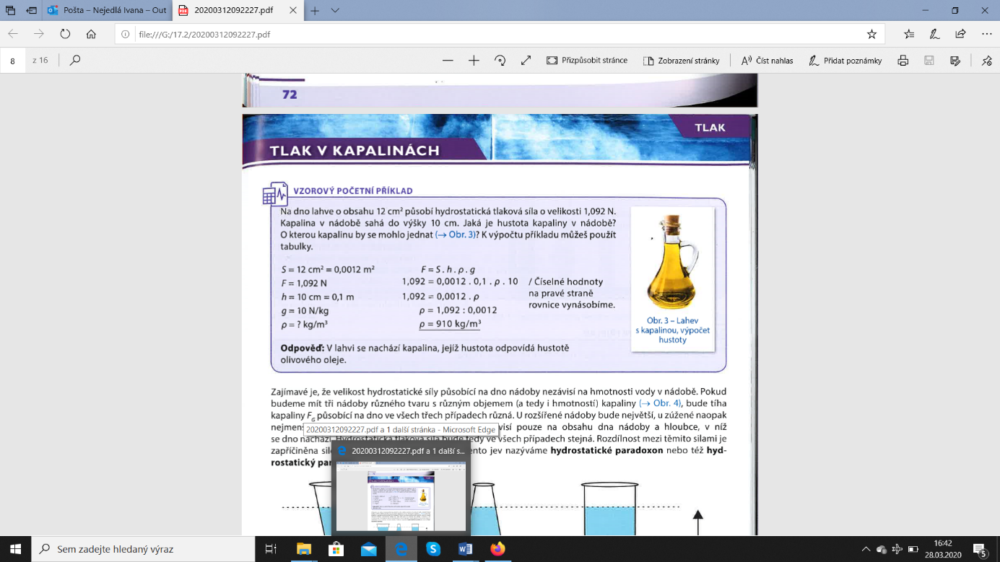 Pošta – Nejedlá Ivana – Out
20200312092227.pdf
file:///G:/17.2/20200312092227.pdf
8 z 16
Přizpůsobit stránce
Zobrazení stránky
Číst nahlas
Přidat poznámky
72
TLAK
TLAK V KAPALINÁCH
VZOROVÝ POČETNÍ PŘÍKLAD
Na dno lahve o obsahu 12 cm² působí hydrostatická tlaková síla o velikosti 1,092 N.
Kapalina v nádobě sahá do výšky 10 cm. Jaká je hustota kapaliny v nádobě?
O kterou kapalinu by se mohlo jednat (→ Obr. 3)? K výpočtu příkladu můžeš použít
tabulky.
S = 12 cm² = 0,0012 m²
F = 1,092 N
h = 10 cm = 0,1 m
g = 10 N/kg
ρ = ? kg/m³
F = S . h . ρ . g
1,092 = 0,0012 . 0,1 . ρ . 10
1,092 = 0,0012 . ρ
ρ = 1,092 : 0,0012
ρ = 910 kg/m³
/ Číselné hodnoty
na pravé straně
rovnice vynásobíme.
Obr. 3 – Lahev
s kapalinou, výpočet
hustoty
Odpověď: V lahvi se nachází kapalina, jejíž hustota odpovídá hustotě
olivového oleje.
Zajímavé je, že velikost hydrostatické síly působící na dno nádoby nezávisí na hmotnosti vody v nádobě. Pokud
budeme mít tři nádoby různého tvaru s různým objemem (a tedy i hmotností) kapaliny (→ Obr. 4), bude tíha
kapaliny F_G působící na dno ve všech třech případech různá. U rozšířené nádoby bude největší, u zúžené naopak
pouze na obsahu dna nádoby a hloubce, v níž
se dno nachází. Hydrostatická tlaková síla bude tedy ve všech případech stejná. Rozdílnost mezi těmito silami je
zapříčiněna jev nazýváme hydrostatické paradoxon nebo též hyd-
rostatický
20200312092227.pdf a 1 další stránka - Microsoft Edge
20200312092227.pdf a 1 další s...
TLAK V KAPALINÁCH
Sem zadejte hledaný výraz
16:42
28.03.2020
5